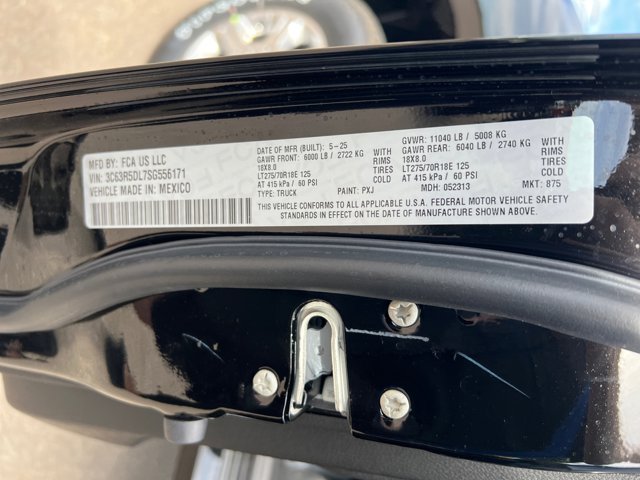 MFD BY: FCA US LLC
VIN: 3C63R5DL7SG556171
VEHICLE MADE IN: MEXICO
DATE OF MFR (BUILT): 5-25
GAWR FRONT: 6000 LB / 2722 KG WITH
18X8.0 RIMS
LT275/70R18E 125 TIRES
AT 415 kPa / 60 PSI COLD
TYPE: TRUCK PAINT: PXJ
GVWR: 11040 LB / 5008 KG
GAWR REAR: 6040 LB / 2740 KG WITH
18X8.0 RIMS
LT275/70R18E 125 TIRES
AT 415 kPa / 60 PSI COLD
MDH: 052313 MKT: 875
THIS VEHICLE CONFORMS TO ALL APPLICABLE U.S.A. FEDERAL MOTOR VEHICLE SAFETY
STANDARDS IN EFFECT ON THE DATE OF MANUFACTURE SHOWN ABOVE.